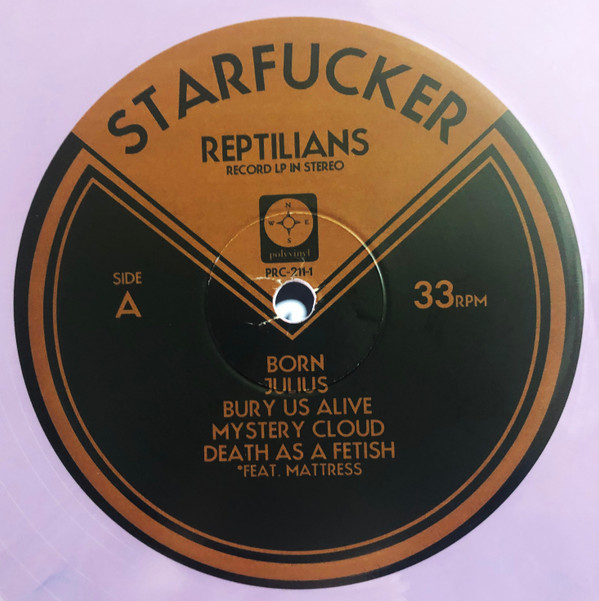 STARFUCKER
REPTILIANS
RECORD LP IN STEREO
N
W E
S
polyvinyl
PRC-211-1
SIDE
A
33RPM
BORN
JULIUS
BURY US ALIVE
MYSTERY CLOUD
DEATH AS A FETISH
*FEAT. MATTRESS